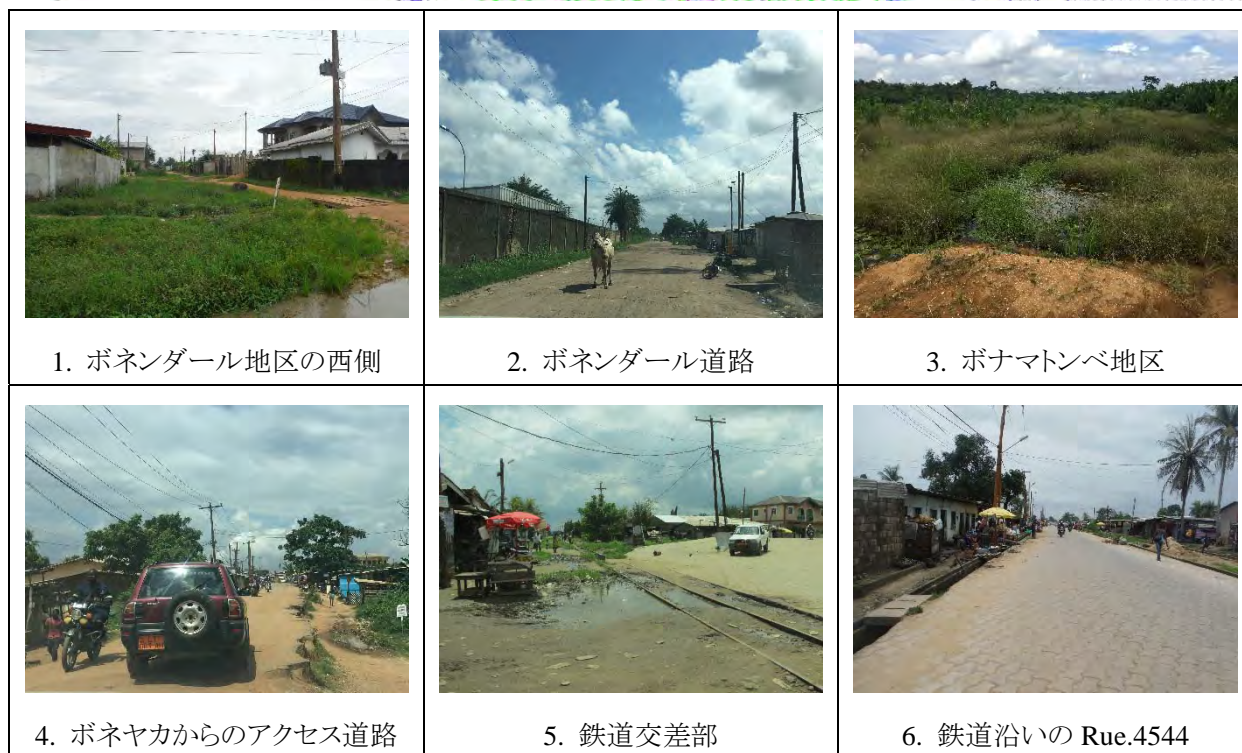 1. ボネンダール地区の西側
2. ボネンダール道路
3. ボナマトンベ地区
4. ボネヤカからのアクセス道路
5. 鉄道交差部
6. 鉄道沿いの Rue.4544